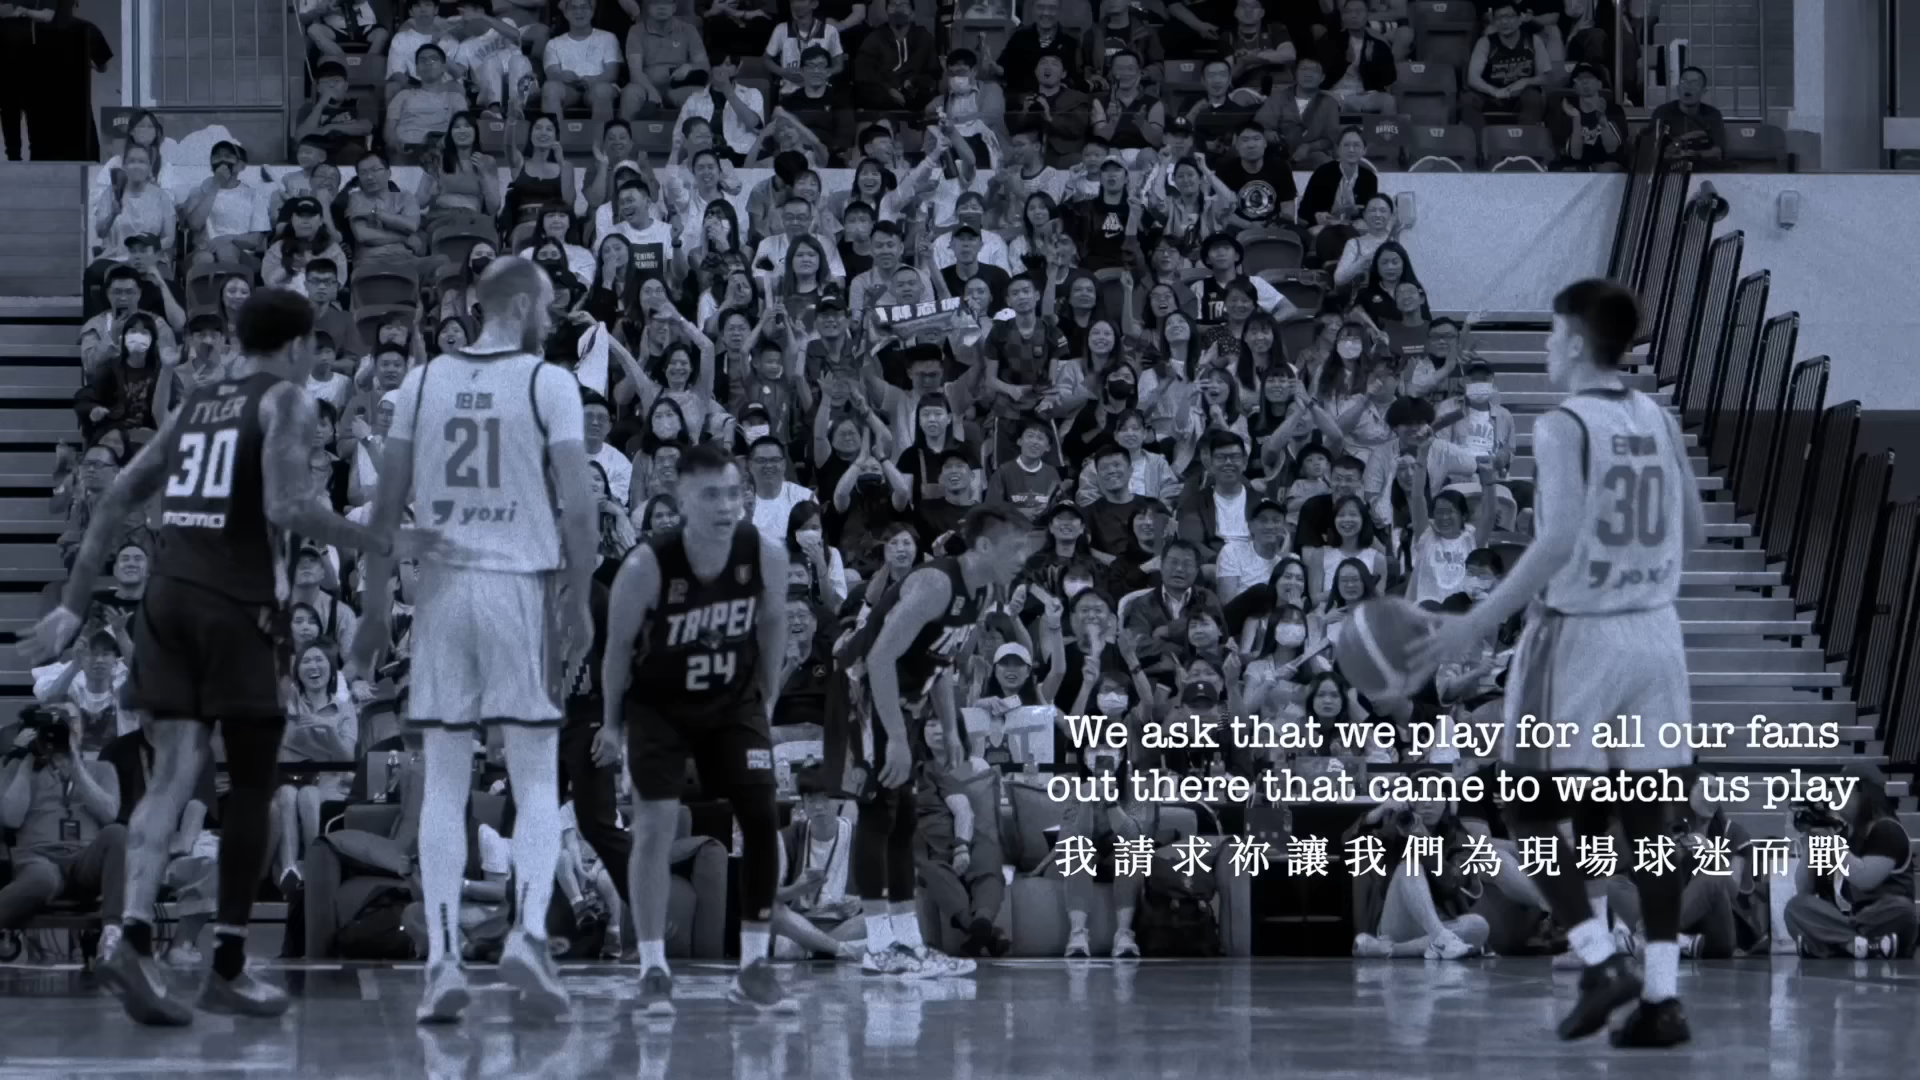 TYLER
30
momo
21
yoxi
TAIPEI
24
30
yoxi
We ask that we play for all our fans
out there that came to watch us play
我請求祢讓我們為現場球迷而戰